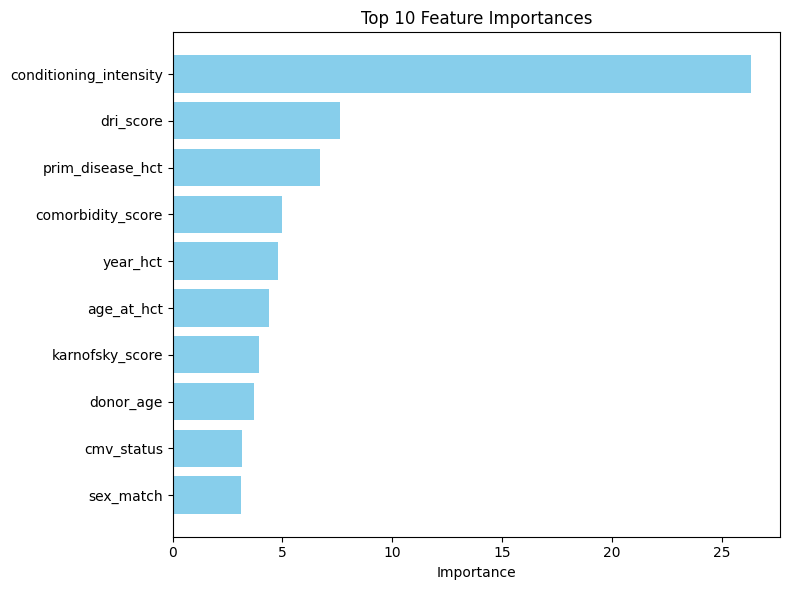 Top 10 Feature Importances
conditioning_intensity
dri_score
prim_disease_hct
comorbidity_score
year_hct
age_at_hct
karnofsky_score
donor_age
cmv_status
sex_match
0 5 10 15 20 25
Importance